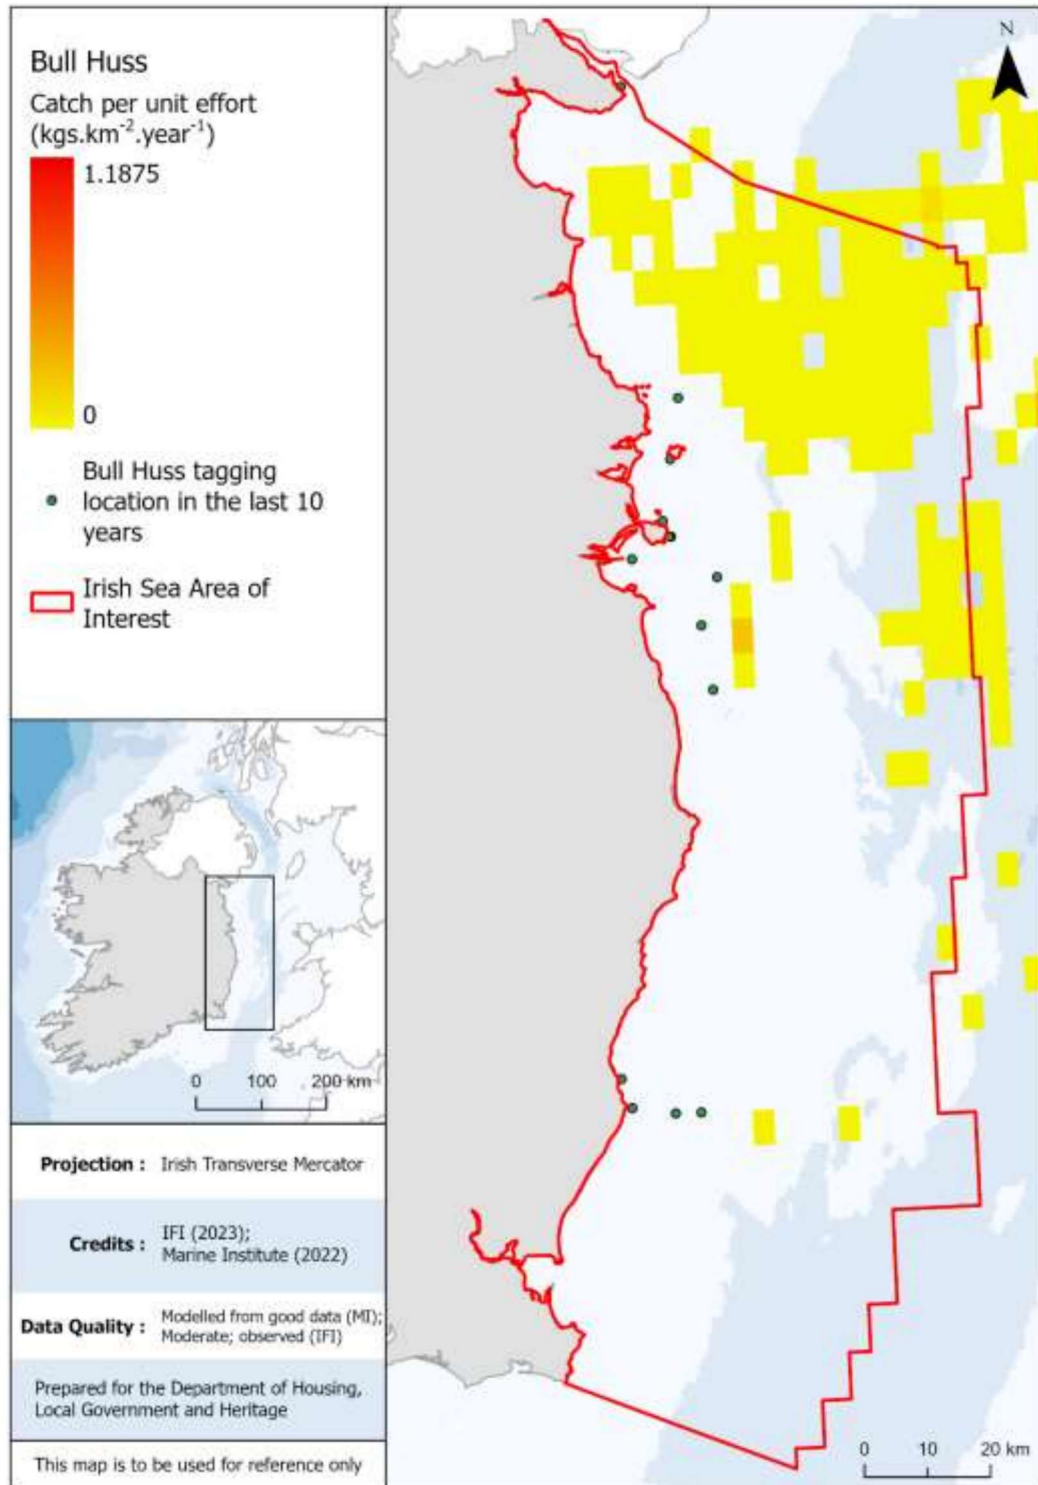 Bull Huss
Catch per unit effort
(kgs.km⁻².year⁻¹)
1.1875
0
Bull Huss tagging
location in the last 10
years
Irish Sea Area of
Interest
N
0 100 200 km
Projection : Irish Transverse Mercator
Credits : IFI (2023);
Marine Institute (2022)
Data Quality : Modelled from good data (MI);
Moderate; observed (IFI)
Prepared for the Department of Housing,
Local Government and Heritage
This map is to be used for reference only
0 10 20 km